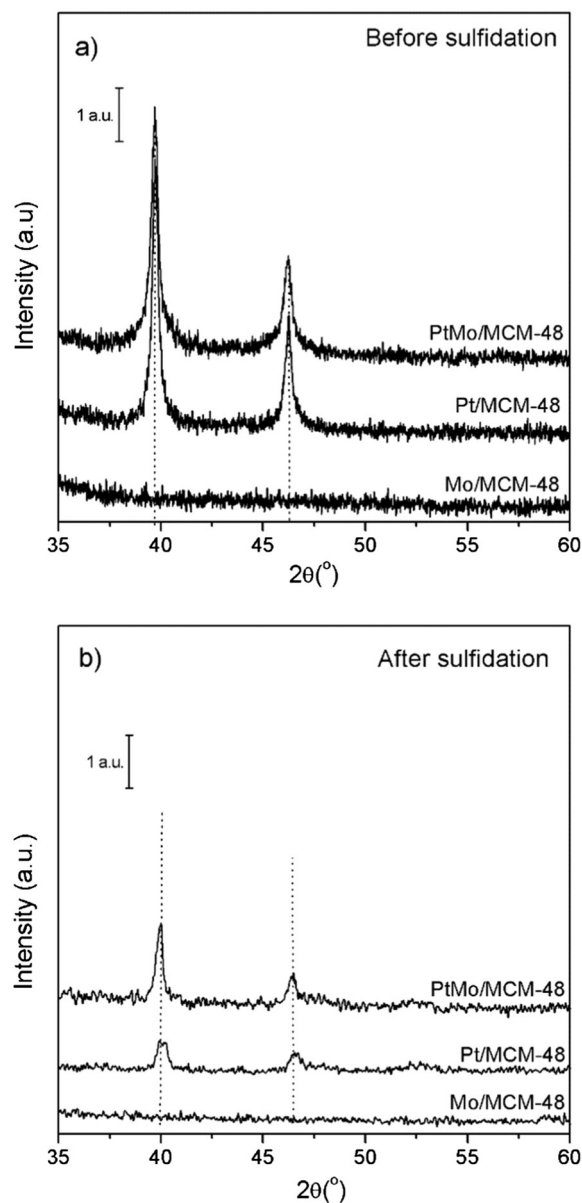 a)
Before sulfidation
1 a.u.
Intensity (a.u)
PtMo/MCM-48
Pt/MCM-48
Mo/MCM-48
35 40 45 50 55 60
2θ(°)
b)
After sulfidation
1 a.u.
Intensity (a.u.)
PtMo/MCM-48
Pt/MCM-48
Mo/MCM-48
35 40 45 50 55 60
2θ(°)